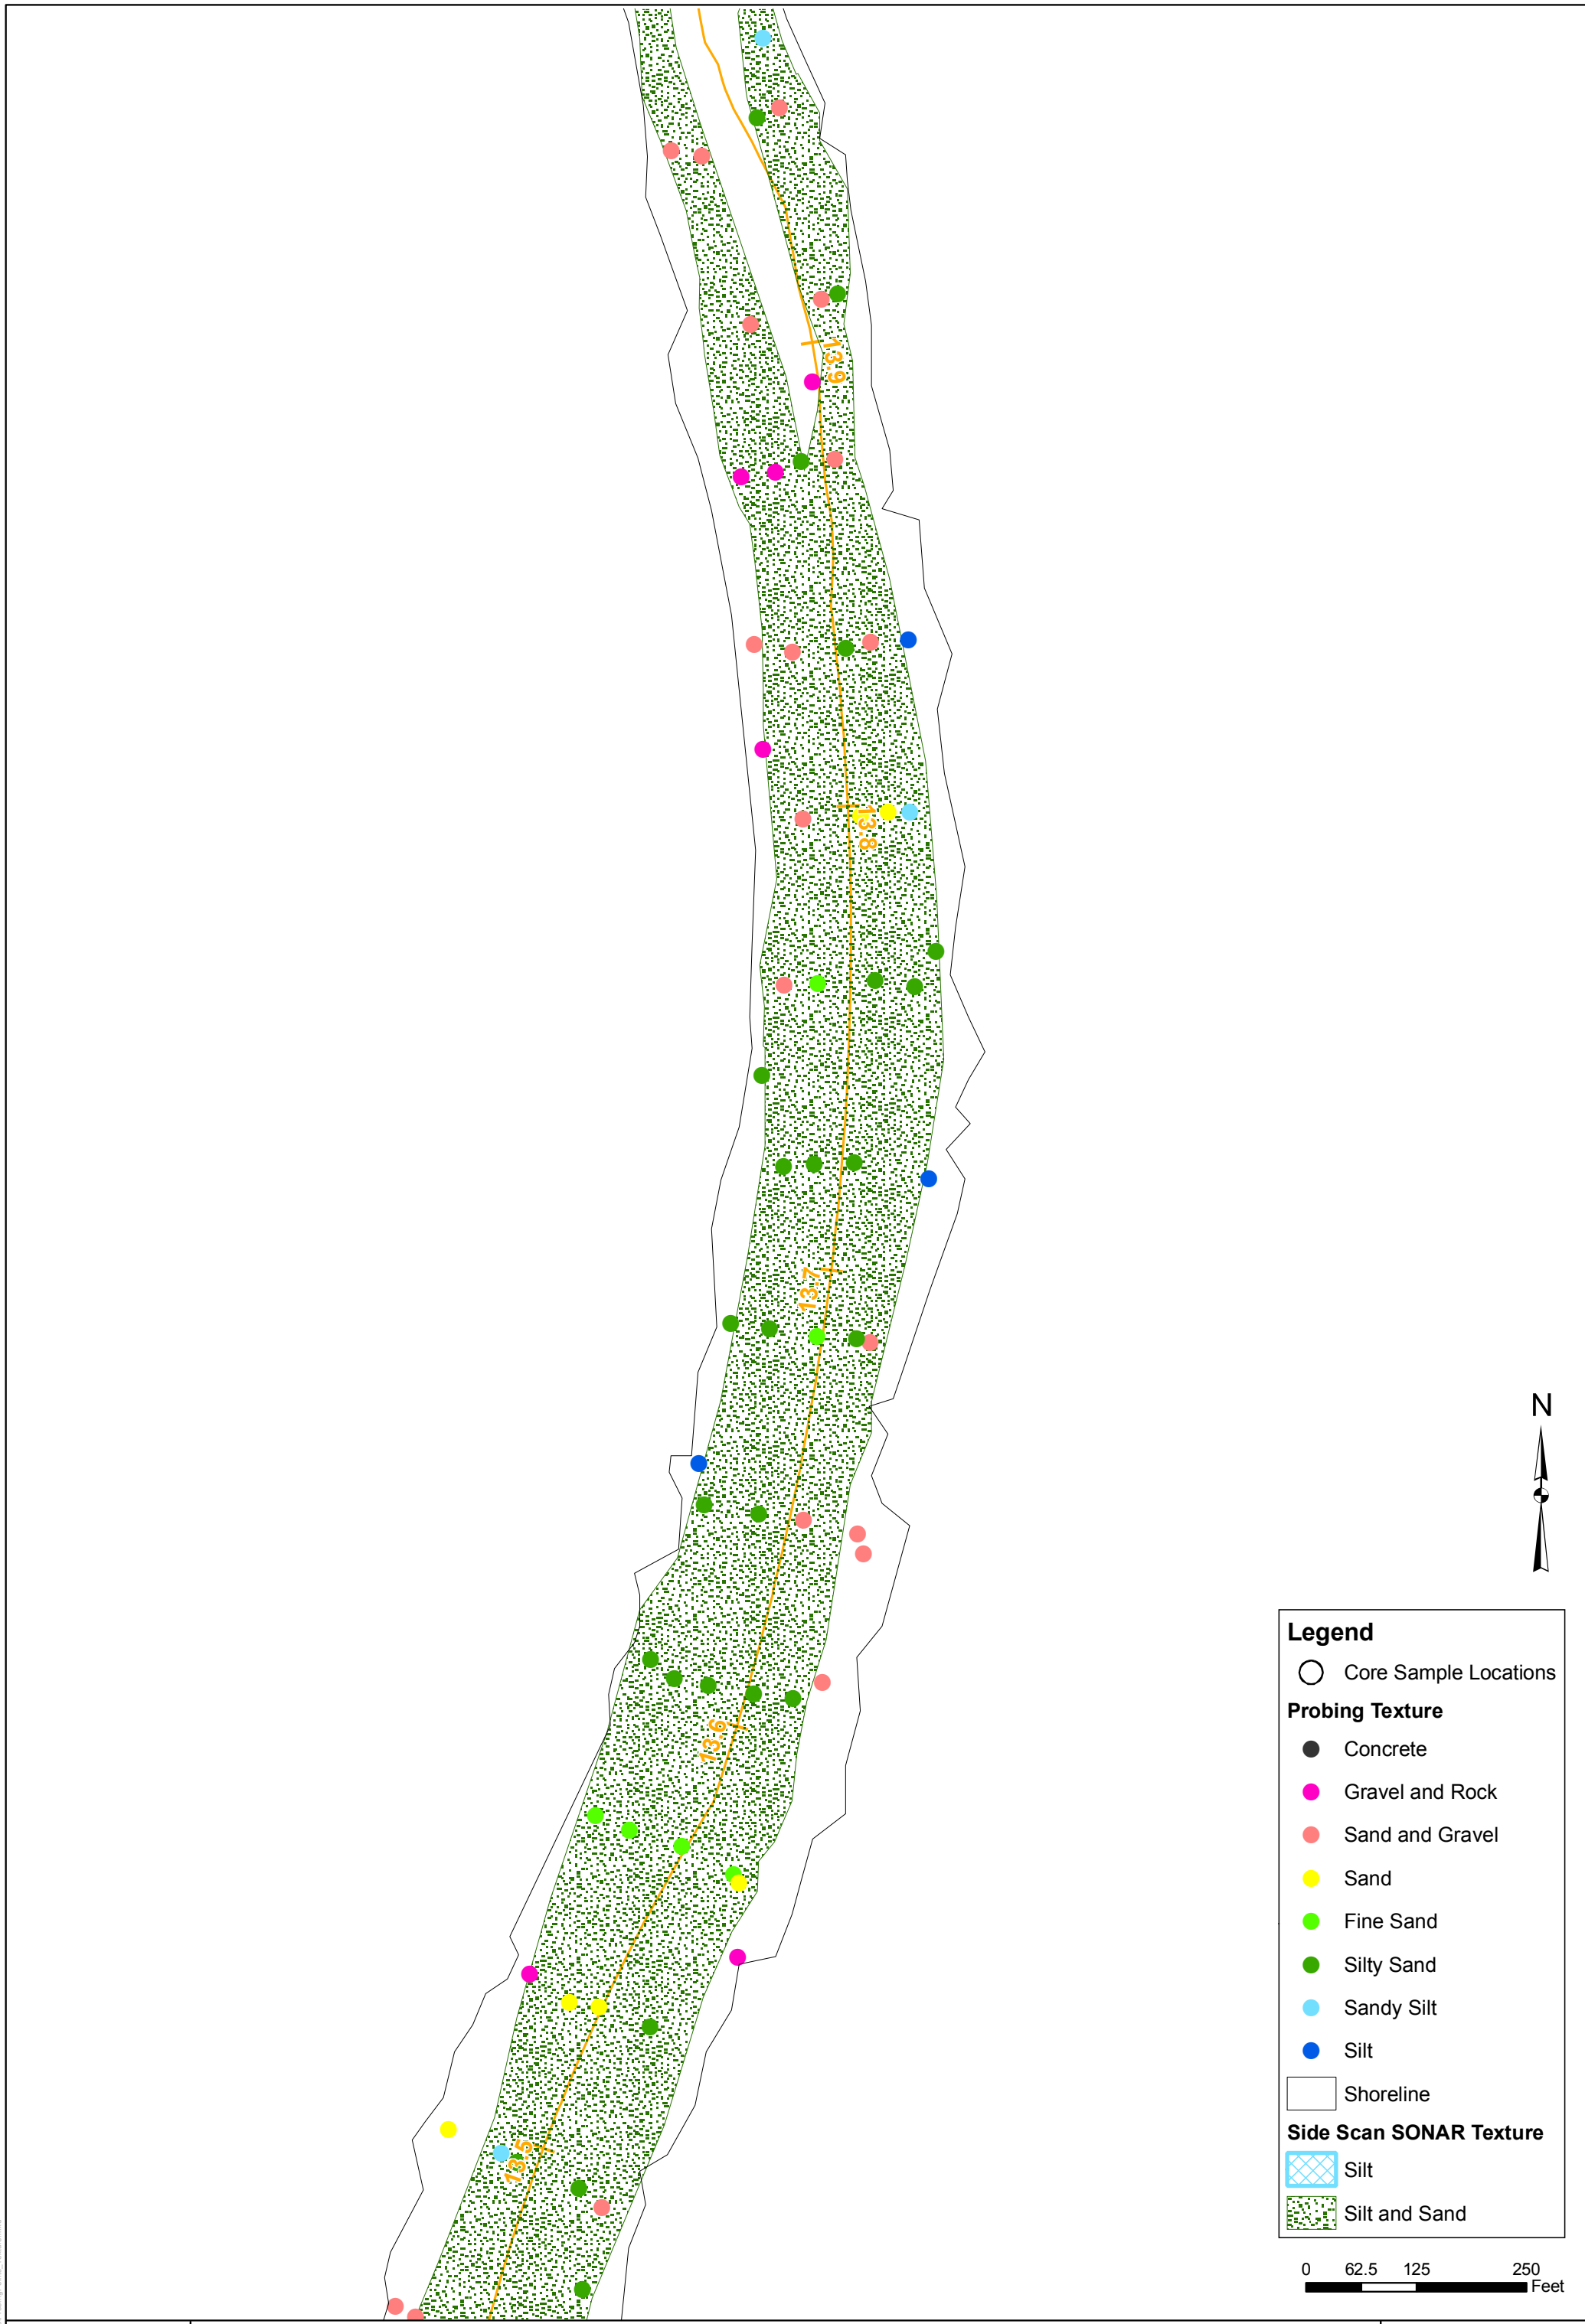 13.9
13.8
13.7
13.6
13.5
N
Legend
Core Sample Locations
Probing Texture
Concrete
Gravel and Rock
Sand and Gravel
Sand
Fine Sand
Silty Sand
Sandy Silt
Silt
Shoreline
Side Scan SONAR Texture
Silt
Silt and Sand
0 62.5 125 250
Feet